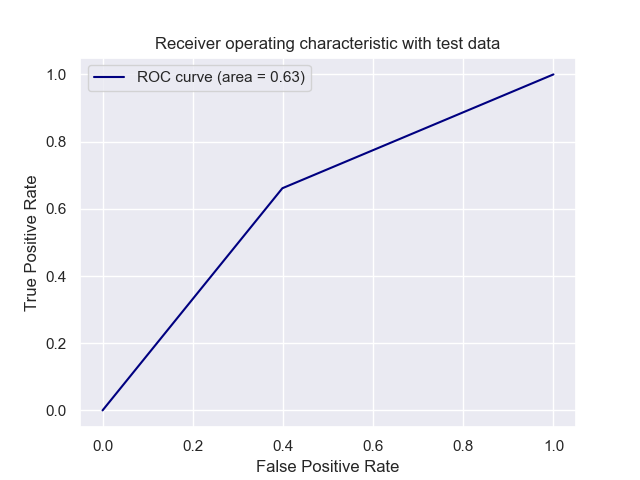 Receiver operating characteristic with test data
ROC curve (area = 0.63)
1.0
0.8
0.6
0.4
0.2
0.0
True Positive Rate
0.0 0.2 0.4 0.6 0.8 1.0
False Positive Rate